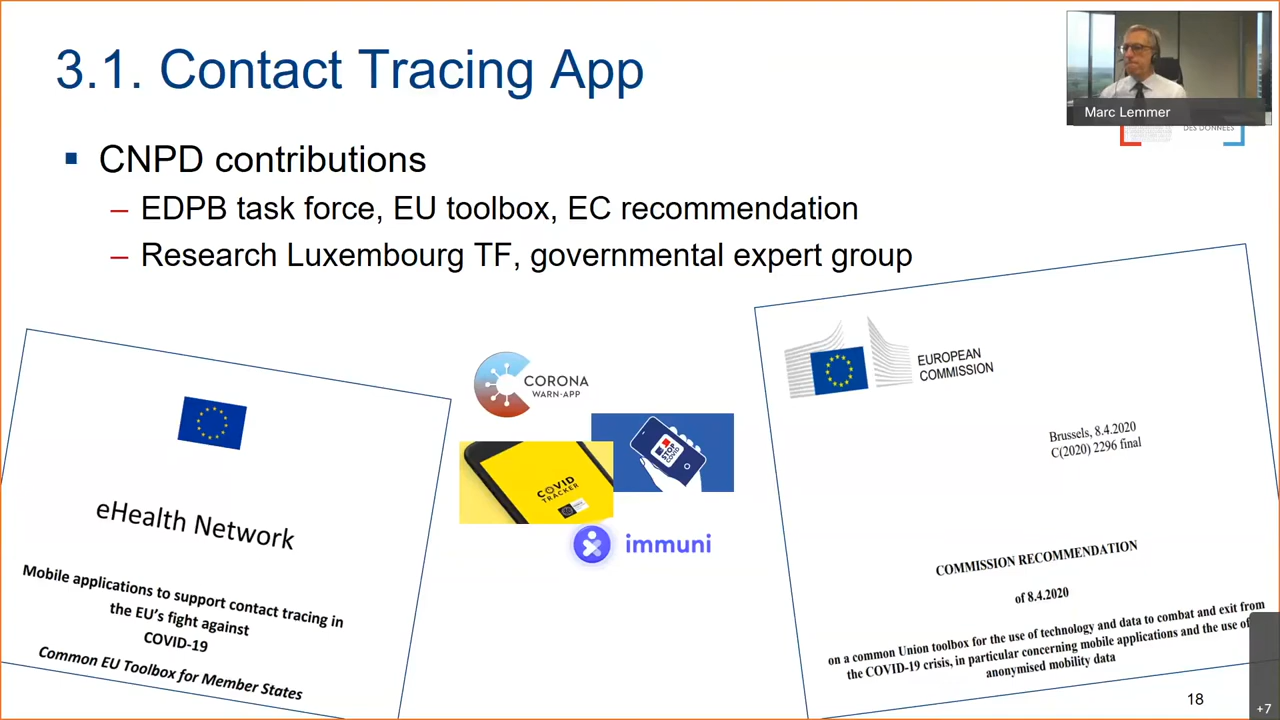 3.1. Contact Tracing App
Marc Lemmer
DES DONNÉES
CNPD contributions
– EDPB task force, EU toolbox, EC recommendation
– Research Luxembourg TF, governmental expert group
eHealth Network
Mobile applications to support contact tracing in
the EU's fight against
COVID-19
Common EU Toolbox for Member States
CORONA
WARN-APP
STOP
COVID
COVID
TRACKER
immuni
EUROPEAN
COMMISSION
Brussels, 8.4.2020
C(2020) 2296 final
COMMISSION RECOMMENDATION
of 8.4.2020
on a common Union toolbox for the use of technology and data to combat and exit from
the COVID-19 crisis, in particular concerning mobile applications and the use of
anonymised mobility data
18
+7